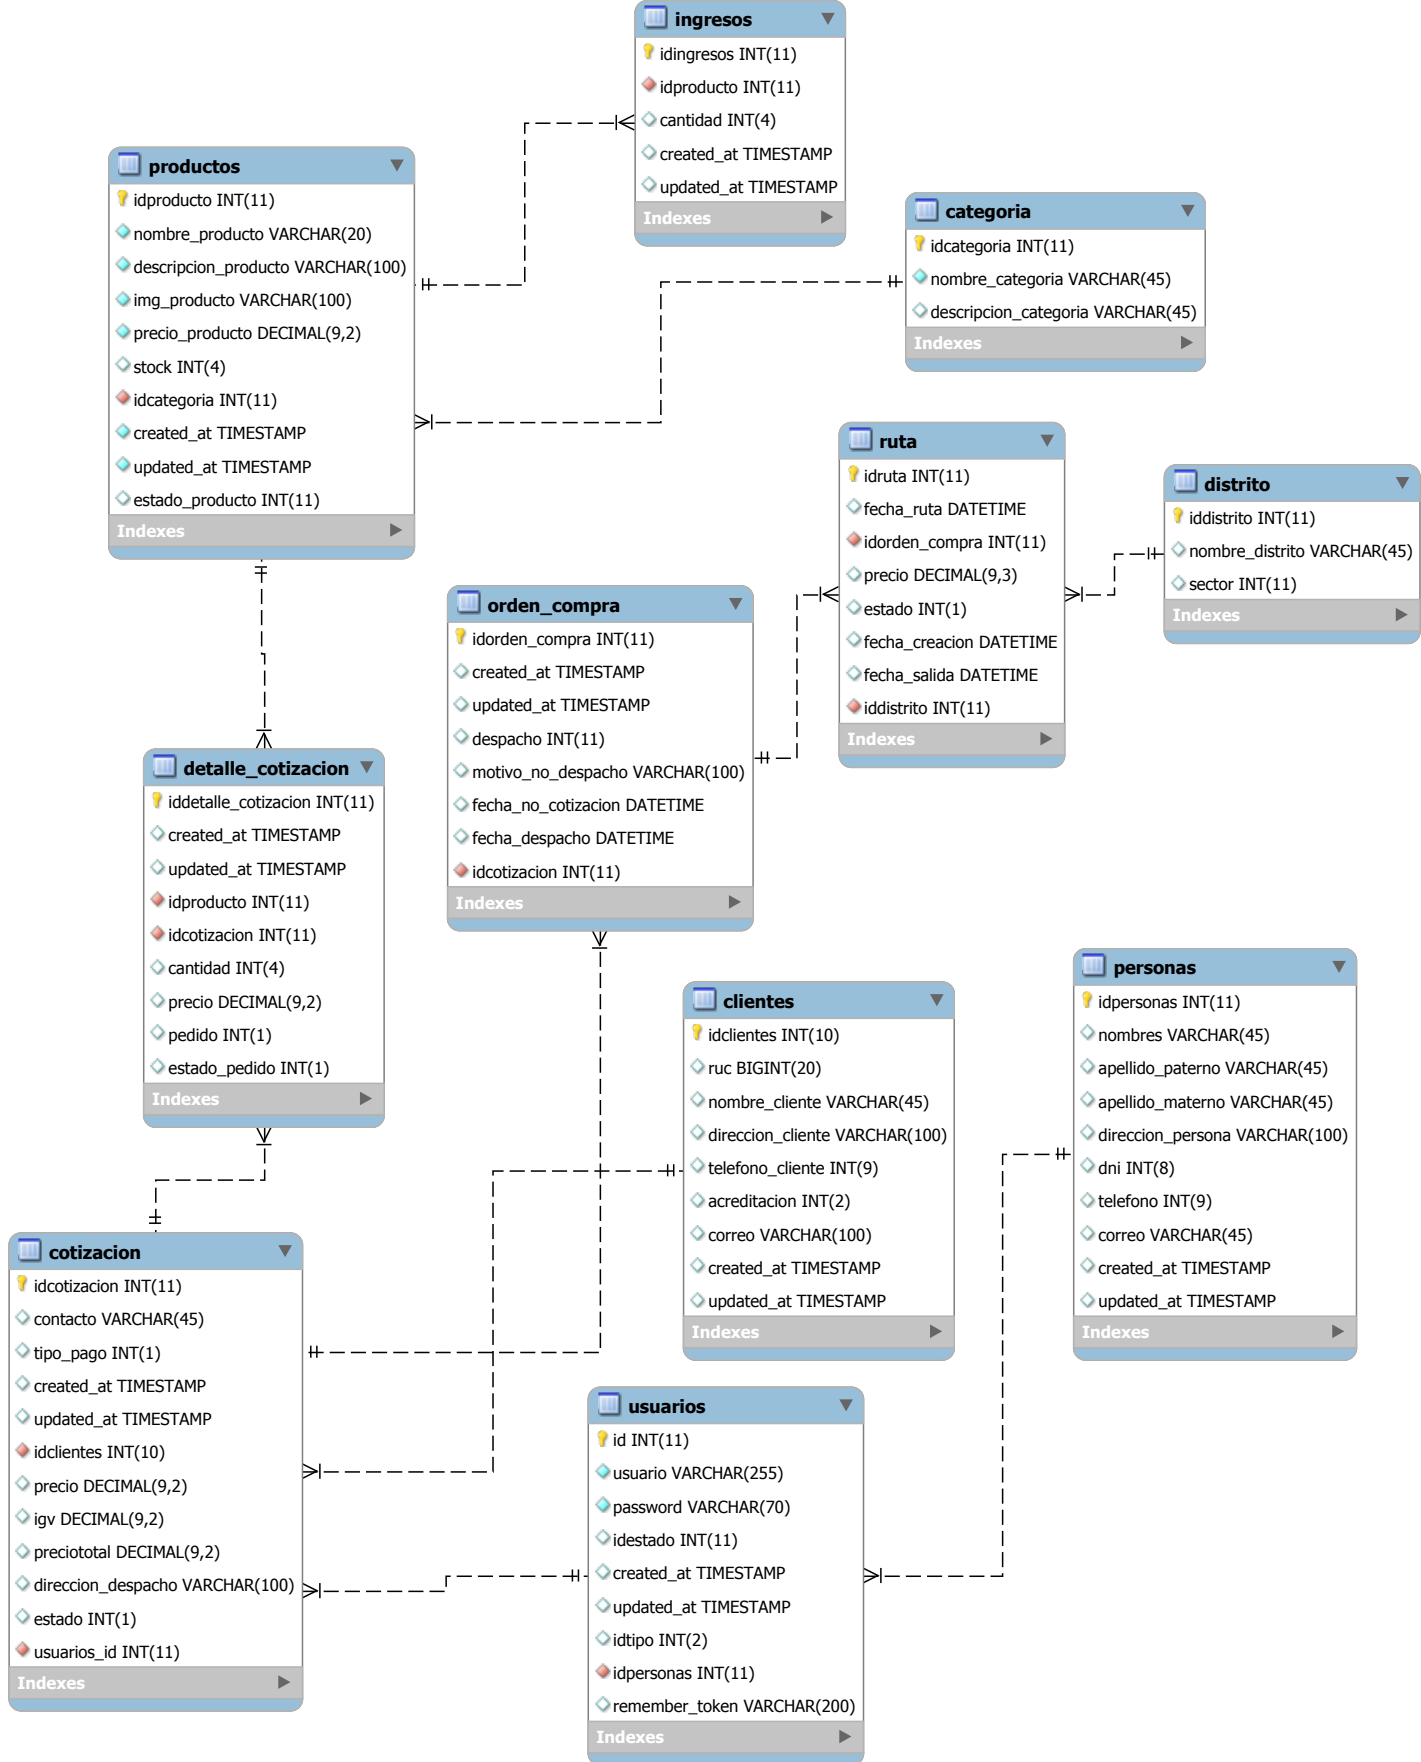 ingresos
idingresos INT(11)
idproducto INT(11)
cantidad INT(4)
created_at TIMESTAMP
updated_at TIMESTAMP
Indexes
productos
idproducto INT(11)
nombre_producto VARCHAR(20)
descripcion_producto VARCHAR(100)
img_producto VARCHAR(100)
precio_producto DECIMAL(9,2)
stock INT(4)
idcategoria INT(11)
created_at TIMESTAMP
updated_at TIMESTAMP
estado_producto INT(11)
Indexes
categoria
idcategoria INT(11)
nombre_categoria VARCHAR(45)
descripcion_categoria VARCHAR(45)
Indexes
ruta
idruta INT(11)
fecha_ruta DATETIME
idorden_compra INT(11)
precio DECIMAL(9,3)
estado INT(1)
fecha_creacion DATETIME
fecha_salida DATETIME
iddistrito INT(11)
Indexes
distrito
iddistrito INT(11)
nombre_distrito VARCHAR(45)
sector INT(11)
Indexes
orden_compra
idorden_compra INT(11)
created_at TIMESTAMP
updated_at TIMESTAMP
despacho INT(11)
motivo_no_despacho VARCHAR(100)
fecha_no_cotizacion DATETIME
fecha_despacho DATETIME
idcotizacion INT(11)
Indexes
detalle_cotizacion
iddetalle_cotizacion INT(11)
created_at TIMESTAMP
updated_at TIMESTAMP
idproducto INT(11)
idcotizacion INT(11)
cantidad INT(4)
precio DECIMAL(9,2)
pedido INT(1)
estado_pedido INT(1)
Indexes
clientes
idclientes INT(10)
ruc BIGINT(20)
nombre_cliente VARCHAR(45)
direccion_cliente VARCHAR(100)
telefono_cliente INT(9)
acreditacion INT(2)
correo VARCHAR(100)
created_at TIMESTAMP
updated_at TIMESTAMP
Indexes
personas
idpersonas INT(11)
nombres VARCHAR(45)
apellido_paterno VARCHAR(45)
apellido_materno VARCHAR(45)
direccion_persona VARCHAR(100)
dni INT(8)
telefono INT(9)
correo VARCHAR(45)
created_at TIMESTAMP
updated_at TIMESTAMP
Indexes
cotizacion
idcotizacion INT(11)
contacto VARCHAR(45)
tipo_pago INT(1)
created_at TIMESTAMP
updated_at TIMESTAMP
idclientes INT(10)
precio DECIMAL(9,2)
igv DECIMAL(9,2)
preciototal DECIMAL(9,2)
direccion_despacho VARCHAR(100)
estado INT(1)
usuarios_id INT(11)
Indexes
usuarios
id INT(11)
usuario VARCHAR(255)
password VARCHAR(70)
idestado INT(11)
created_at TIMESTAMP
updated_at TIMESTAMP
idtipo INT(2)
idpersonas INT(11)
remember_token VARCHAR(200)
Indexes